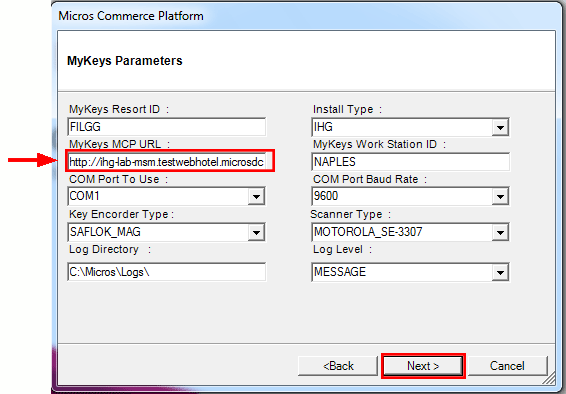 Micros Commerce Platform
MyKeys Parameters
MyKeys Resort ID :
Install Type :
FILGG
IHG
MyKeys MCP URL :
MyKeys Work Station ID :
http://ihg-lab-msm.testwebhotel.microsdc
NAPLES
COM Port To Use :
COM Port Baud Rate :
COM1
9600
Key Encorder Type :
Scanner Type :
SAFLOK_MAG
MOTOROLA_SE-3307
Log Directory :
Log Level :
C:\Micros\Logs\
MESSAGE
<Back
Next >
Cancel